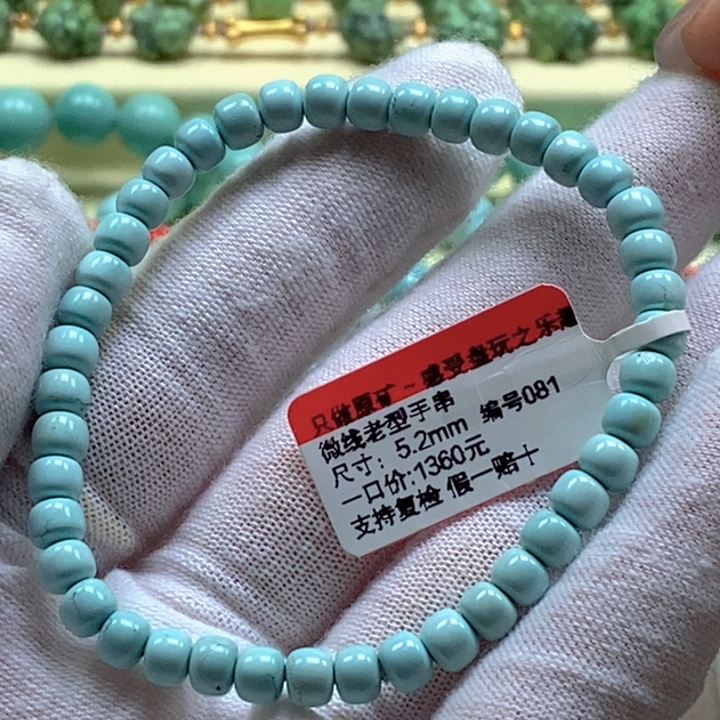 只做原矿 - 感受盘玩之乐趣
微线老型手串
尺寸: 5.2mm 编号081
一口价:1360元
支持复检 假一赔十